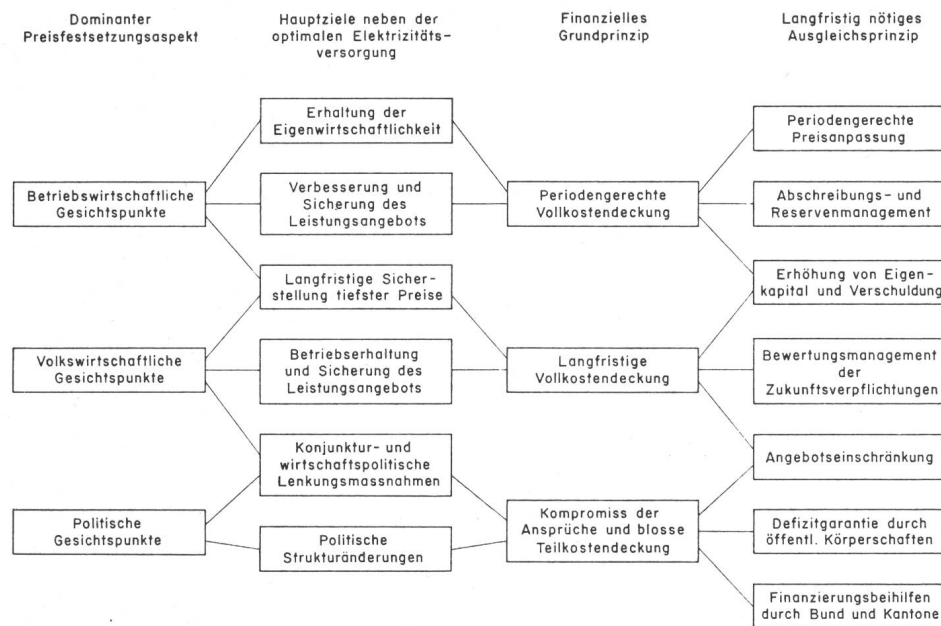 Dominanter
Preisfestsetzungsaspekt
Hauptziele neben der
optimalen Elektrizitäts-
versorgung
Finanzielles
Grundprinzip
Langfristig nötiges
Ausgleichsprinzip
Betriebswirtschaftliche
Gesichtspunkte
Volkswirtschaftliche
Gesichtspunkte
Politische
Gesichtspunkte
Erhaltung der
Eigenwirtschaftlichkeit
Verbesserung und
Sicherung des
Leistungsangebots
Langfristige Sicher-
stellung tiefster Preise
Betriebserhaltung
und Sicherung des
Leistungsangebots
Konjunktur- und
wirtschaftspolitische
Lenkungsmassnahmen
Politische
Strukturänderungen
Periodengerechte
Vollkostendeckung
Langfristige
Vollkostendeckung
Kompromiss der
Ansprüche und blosse
Teilkostendeckung
Periodengerechte
Preisanpassung
Abschreibungs- und
Reservenmanagement
Erhöhung von Eigen-
kapital und Verschuldung
Bewertungsmanagement
der
Zukunftsverpflichtungen
Angebotseinschränkung
Defizitgarantie durch
öffentl. Körperschaften
Finanzierungsbeihilfen
durch Bund und Kantone